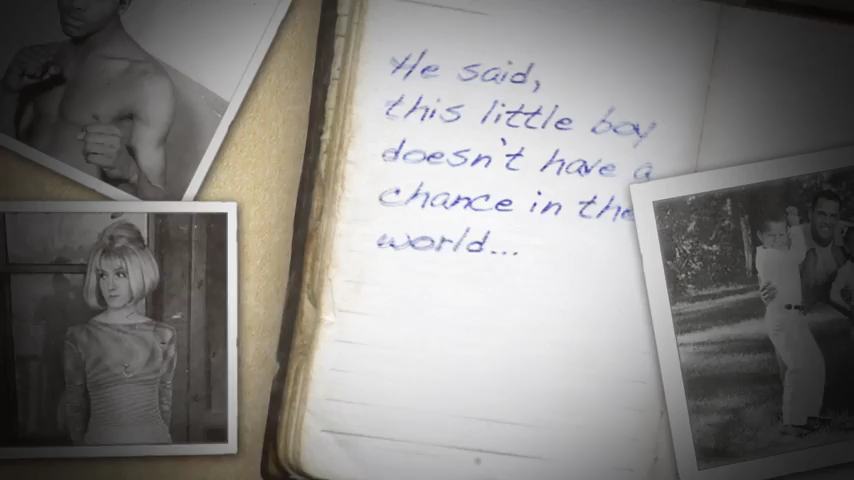 He said,
this little boy
doesn't have a
chance in the
world...